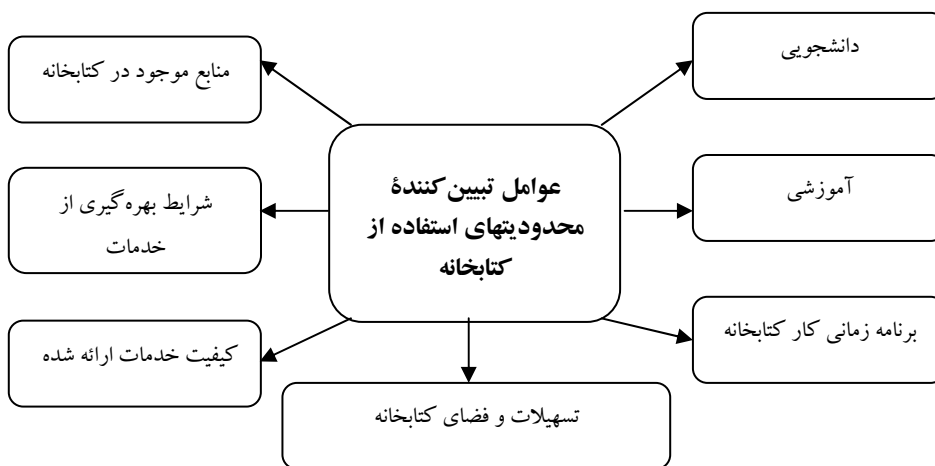 دانشجویی
منابع موجود در کتابخانه
عوامل تبیین‌کنندۀ
محدودیتهای استفاده از
کتابخانه
آموزشی
شرایط بهره‌گیری از
خدمات
برنامه زمانی کار کتابخانه
کیفیت خدمات ارائه شده
تسهیلات و فضای کتابخانه